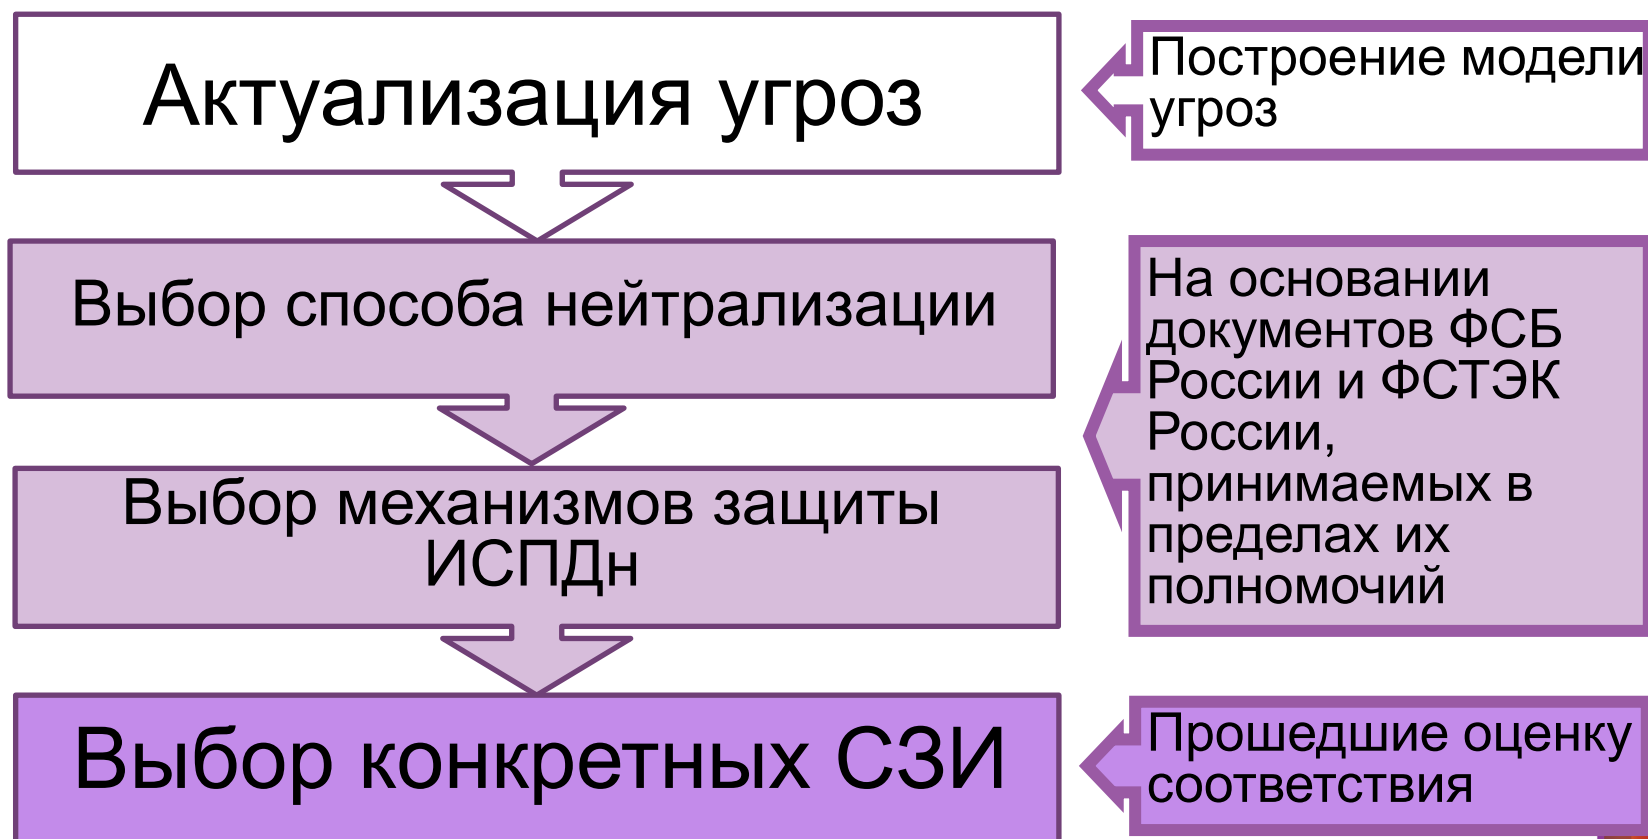 Актуализация угроз
Построение модели
угроз
Выбор способа нейтрализации
На основании
документов ФСБ
России и ФСТЭК
России,
принимаемых в
пределах их
полномочий
Выбор механизмов защиты
ИСПДн
Выбор конкретных СЗИ
Прошедшие оценку
соответствия